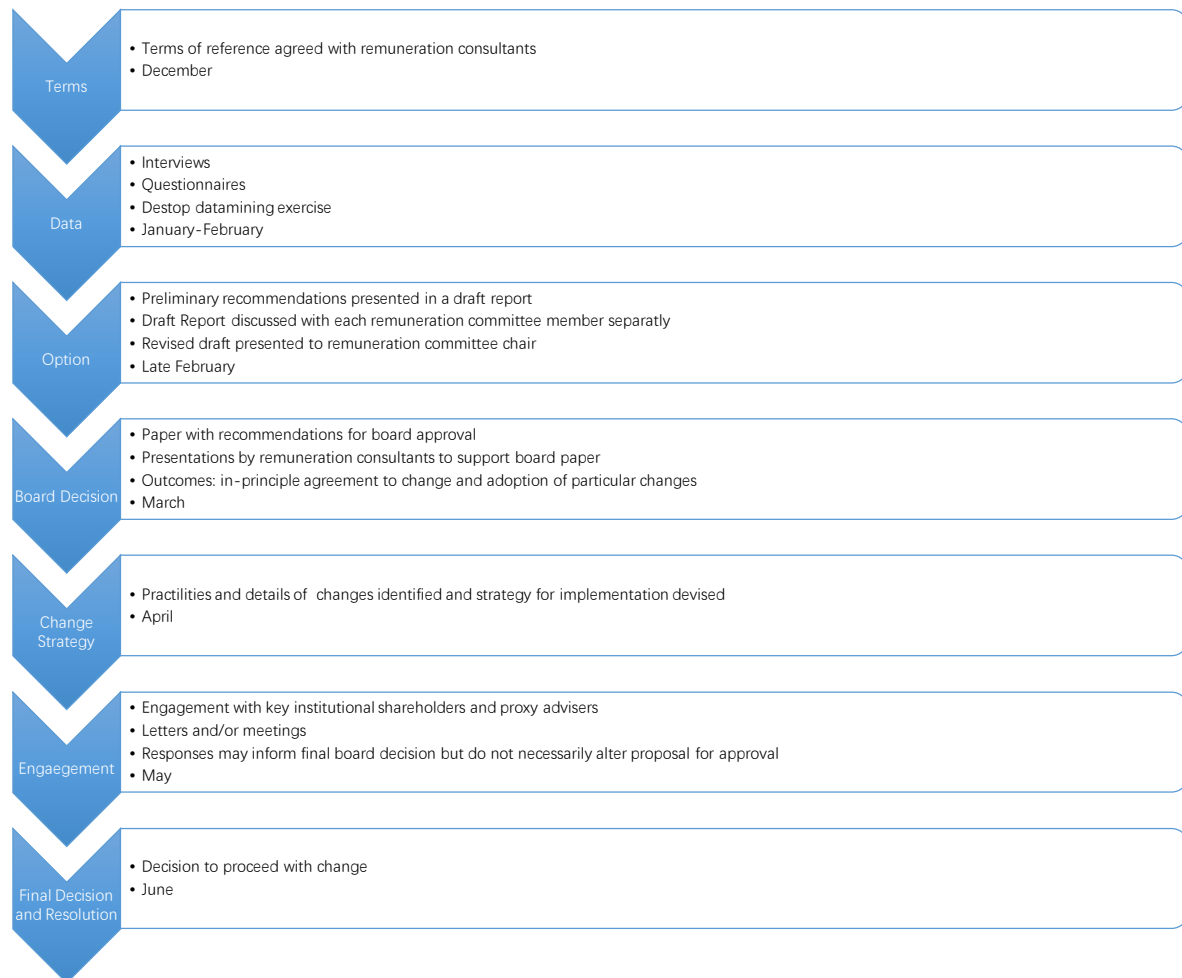 Terms
• Terms of reference agreed with remuneration consultants
• December
Data
• Interviews
• Questionnaires
• Destop datamining exercise
• January-February
Option
• Preliminary recommendations presented in a draft report
• Draft Report discussed with each remuneration committee member separatly
• Revised draft presented to remuneration committee chair
• Late February
Board Decision
• Paper with recommendations for board approval
• Presentations by remuneration consultants to support board paper
• Outcomes: in-principle agreement to change and adoption of particular changes
• March
Change
Strategy
• Practilities and details of changes identified and strategy for implementation devised
• April
Engaegement
• Engagement with key institutional shareholders and proxy advisers
• Letters and/or meetings
• Responses may inform final board decision but do not necessarily alter proposal for approval
• May
Final Decision
and Resolution
• Decision to proceed with change
• June